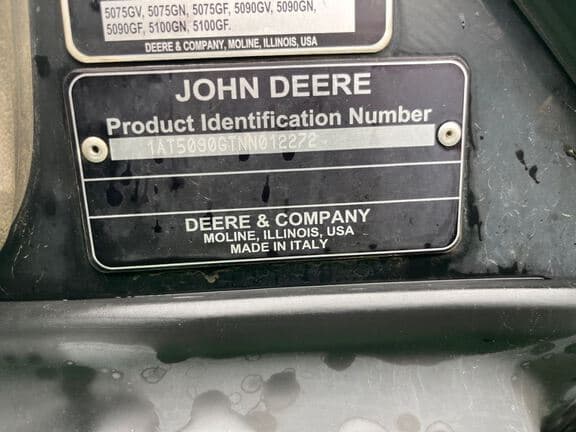 5075GV, 5075GN, 5075GF, 5090GV, 5090GN,
5090GF, 5100GN, 5100GF.
DEERE & COMPANY, MOLINE, ILLINOIS, USA
JOHN DEERE
Product Identification Number
1AT5090GTNN012272
DEERE & COMPANY
MOLINE, ILLINOIS, USA
MADE IN ITALY